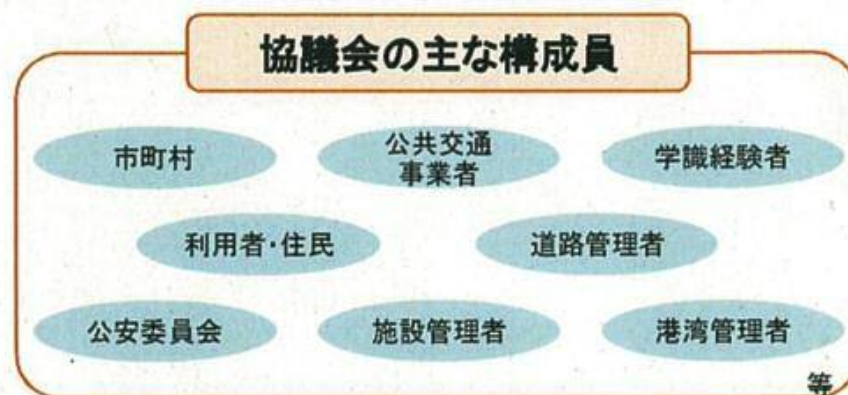 協議会の主な構成員
市町村
公共交通
事業者
学識経験者
利用者・住民
道路管理者
公安委員会
施設管理者
港湾管理者
等